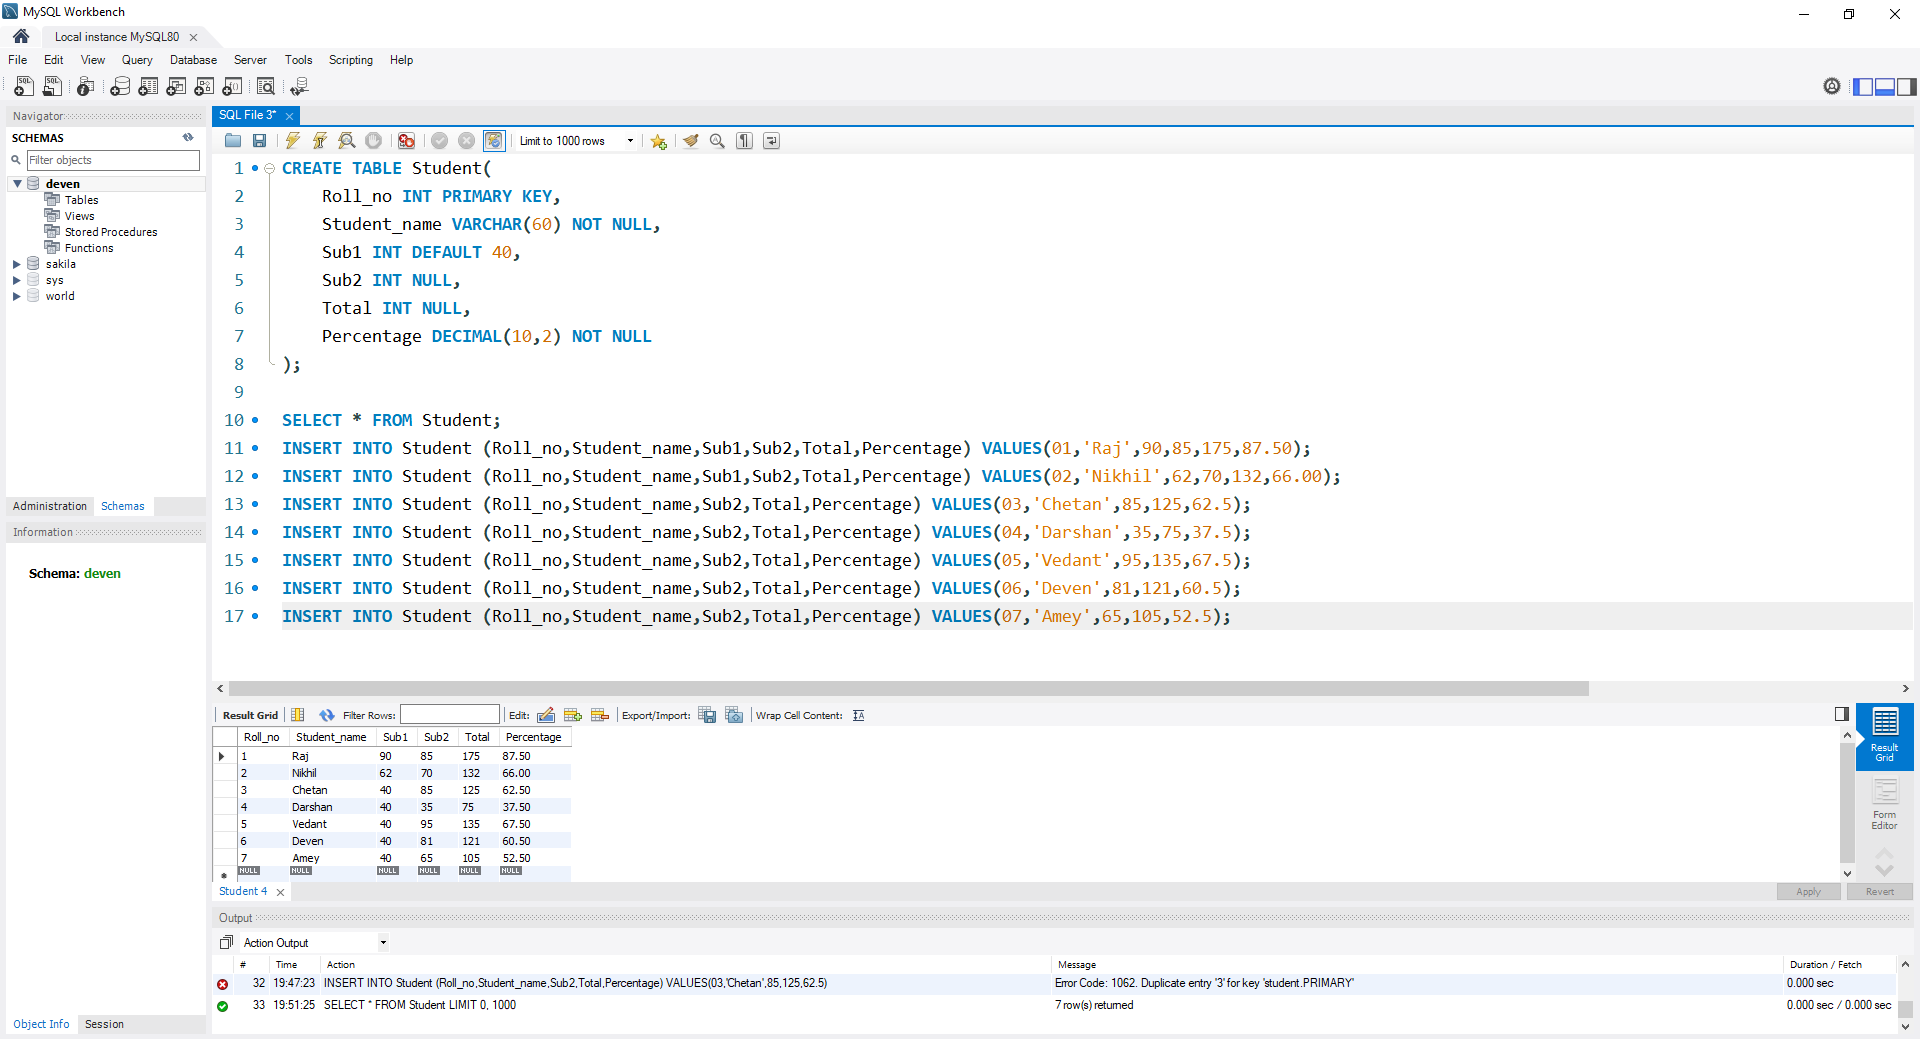 MySQL Workbench
Local instance MySQL80
File Edit View Query Database Server Tools Scripting Help
Navigator
SCHEMAS
Filter objects
deven
Tables
Views
Stored Procedures
Functions
sakila
sys
world
Administration Schemas
Information
Schema: deven
Object Info Session
SQL File 3*
Limit to 1000 rows
1 CREATE TABLE Student(
2 Roll_no INT PRIMARY KEY,
3 Student_name VARCHAR(60) NOT NULL,
4 Sub1 INT DEFAULT 40,
5 Sub2 INT NULL,
6 Total INT NULL,
7 Percentage DECIMAL(10,2) NOT NULL
8 );
9
10 SELECT * FROM Student;
11 INSERT INTO Student (Roll_no,Student_name,Sub1,Sub2,Total,Percentage) VALUES(01,'Raj',90,85,175,87.50);
12 INSERT INTO Student (Roll_no,Student_name,Sub1,Sub2,Total,Percentage) VALUES(02,'Nikhil',62,70,132,66.00);
13 INSERT INTO Student (Roll_no,Student_name,Sub2,Total,Percentage) VALUES(03,'Chetan',85,125,62.5);
14 INSERT INTO Student (Roll_no,Student_name,Sub2,Total,Percentage) VALUES(04,'Darshan',35,75,37.5);
15 INSERT INTO Student (Roll_no,Student_name,Sub2,Total,Percentage) VALUES(05,'Vedant',95,135,67.5);
16 INSERT INTO Student (Roll_no,Student_name,Sub2,Total,Percentage) VALUES(06,'Deven',81,121,60.5);
17 INSERT INTO Student (Roll_no,Student_name,Sub2,Total,Percentage) VALUES(07,'Amey',65,105,52.5);
Result Grid Filter Rows: Edit: Export/Import: Wrap Cell Content:
Roll_no Student_name Sub1 Sub2 Total Percentage
1 Raj 90 85 175 87.50
2 Nikhil 62 70 132 66.00
3 Chetan 40 85 125 62.50
4 Darshan 40 35 75 37.50
5 Vedant 40 95 135 67.50
6 Deven 40 81 121 60.50
7 Amey 40 65 105 52.50
NULL NULL NULL NULL NULL NULL
Result
Grid
Form
Editor
Student 4
Apply Revert
Output
Action Output
# Time Action Message Duration / Fetch
32 19:47:23 INSERT INTO Student (Roll_no,Student_name,Sub2,Total,Percentage) VALUES(03,'Chetan',85,125,62.5) Error Code: 1062. Duplicate entry '3' for key 'student.PRIMARY' 0.000 sec
33 19:51:25 SELECT * FROM Student LIMIT 0, 1000 7 row(s) returned 0.000 sec / 0.000 sec